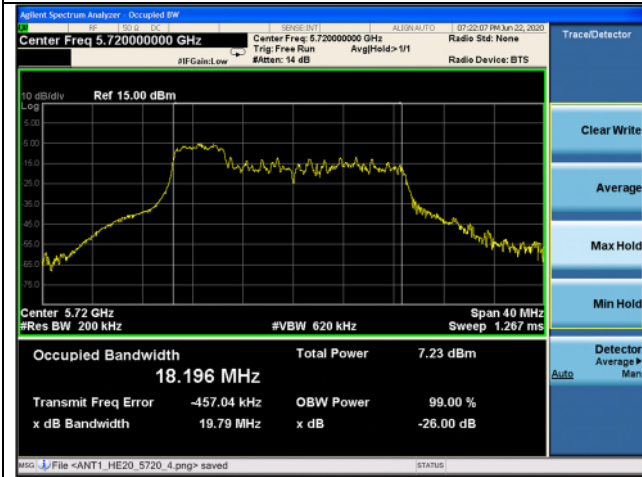 Agilent Spectrum Analyzer - Occupied BW
RF 50 Ω DC SENSE:INT ALIGN AUTO 07:22:07 PM Jun 22, 2020
Center Freq 5.720000000 GHz Center Freq: 5.720000000 GHz Radio Std: None
Trig: Free Run Avg|Hold:>1/1
#IFGain:Low #Atten: 14 dB Radio Device: BTS
Trace/Detector
10 dB/div Ref 15.00 dBm
Log
5.00
-5.00
-15.0
-25.0
-35.0
-45.0
-55.0
-65.0
-75.0
Center 5.72 GHz Span 40 MHz
#Res BW 200 kHz #VBW 620 kHz Sweep 1.267 ms
Occupied Bandwidth Total Power 7.23 dBm
18.196 MHz
Transmit Freq Error -457.04 kHz OBW Power 99.00 %
x dB Bandwidth 19.79 MHz x dB -26.00 dB
Clear Write
Average
Max Hold
Min Hold
Detector
Average
Auto Man
MSG File <ANT1_HE20_5720_4.png> saved STATUS